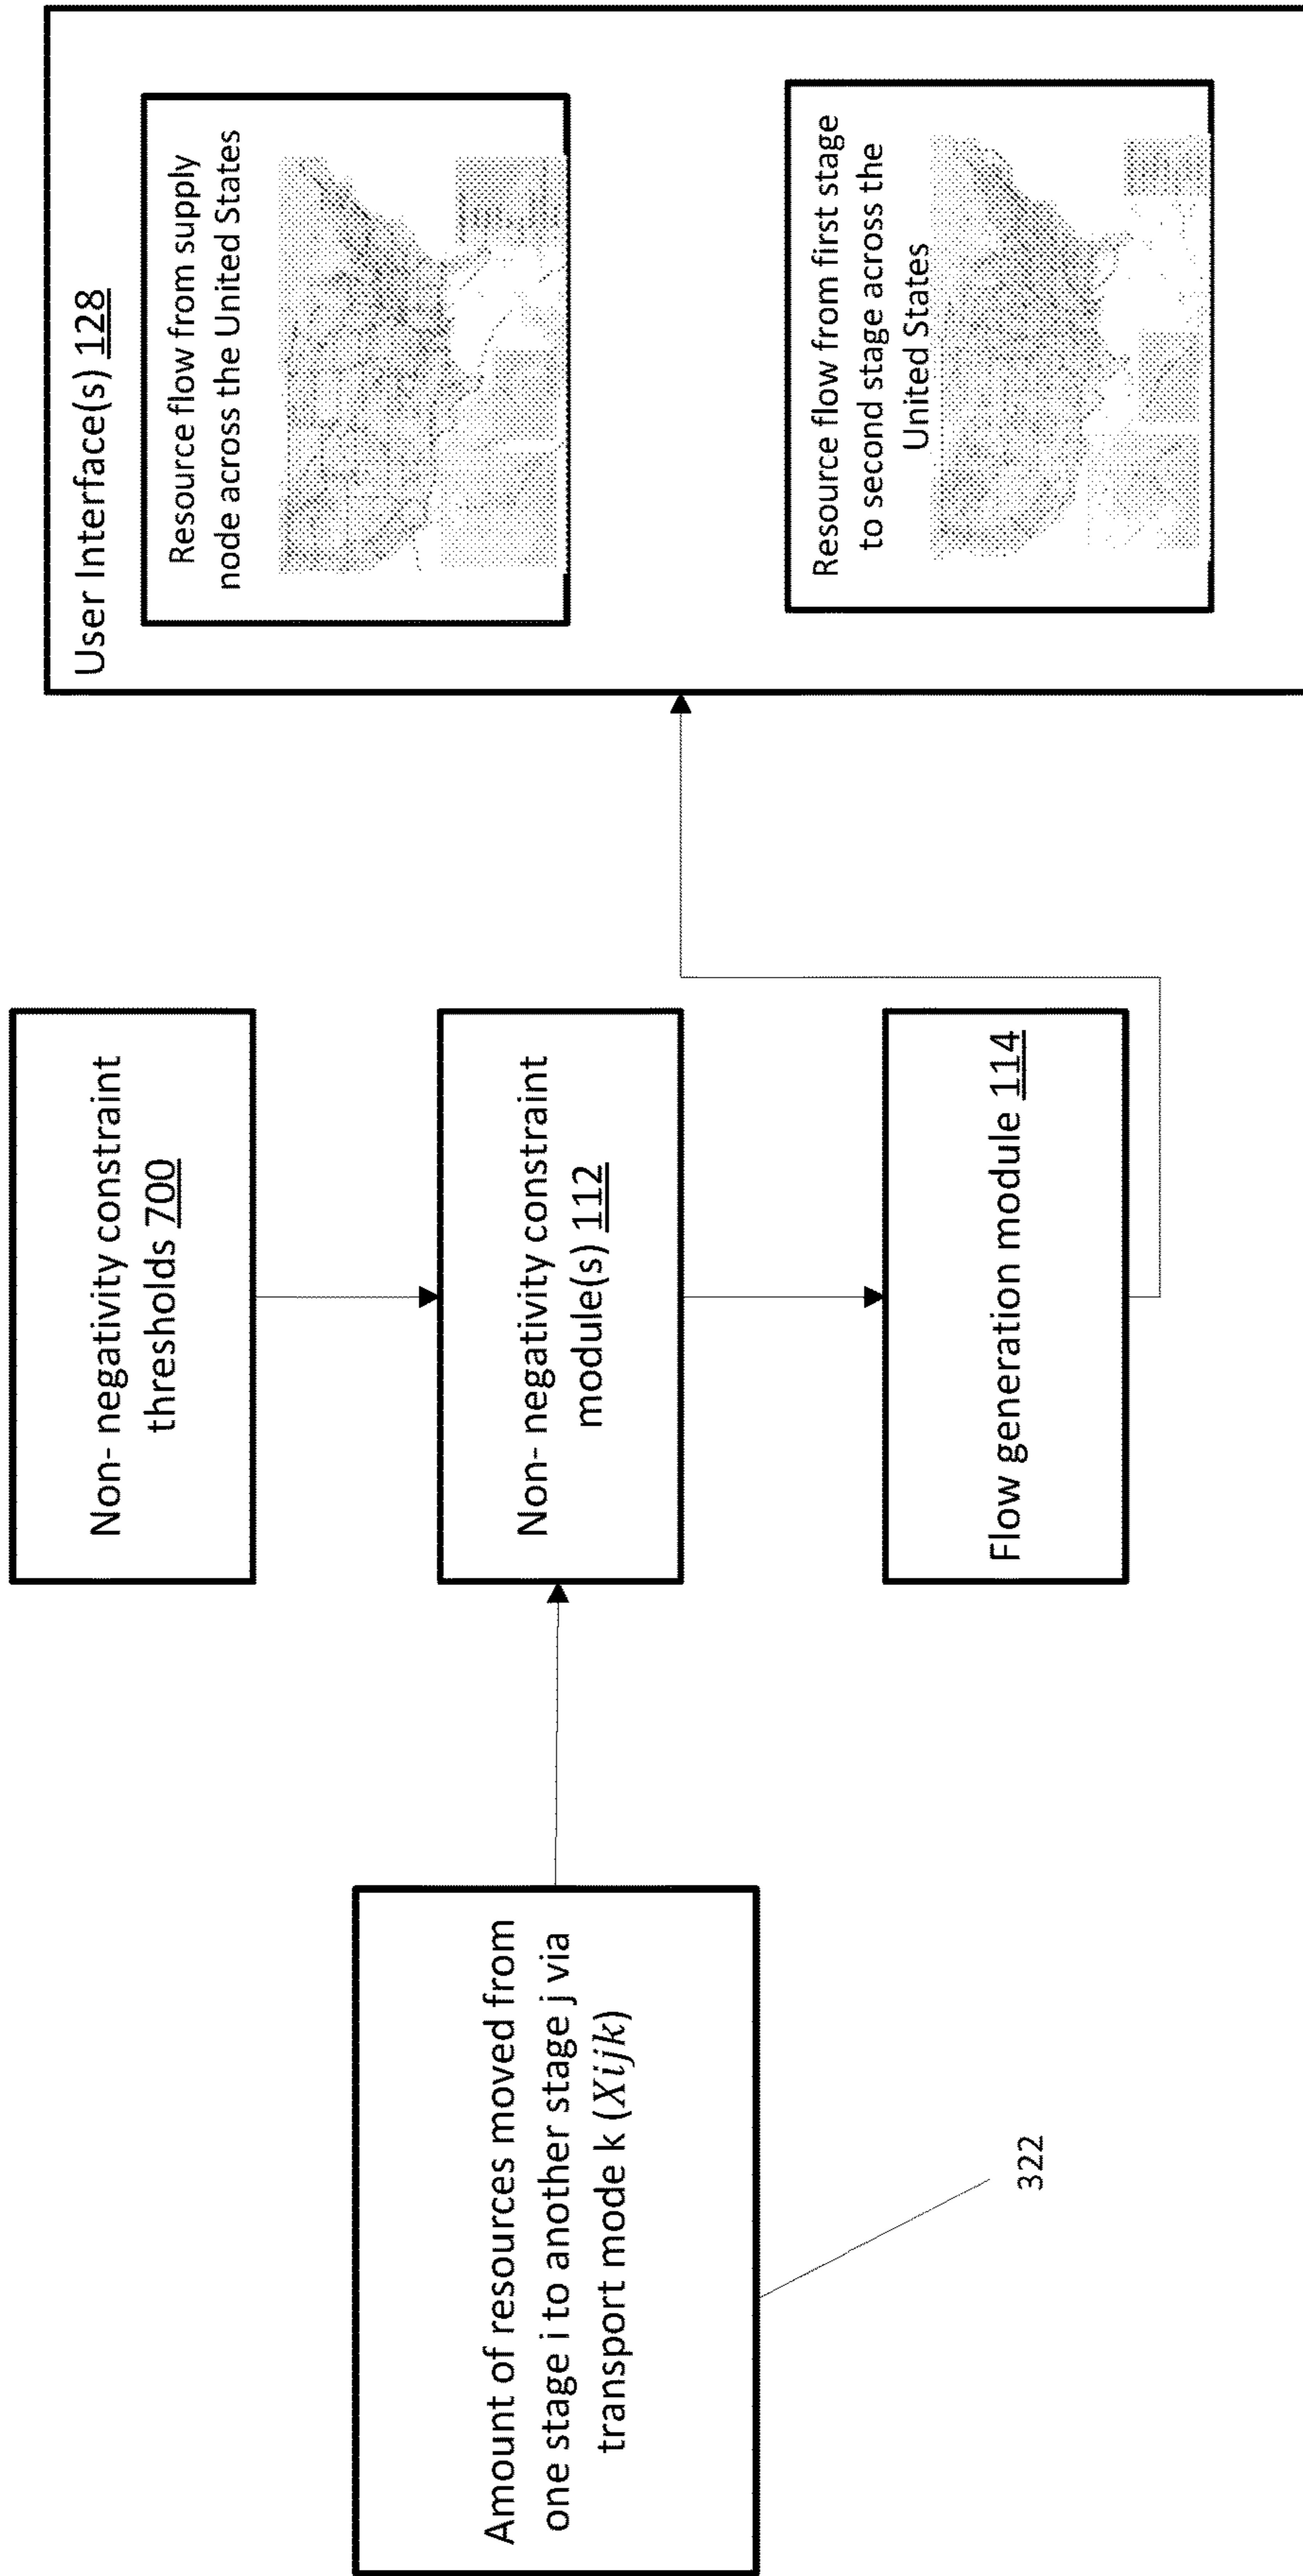 Amount of resources moved from
one stage i to another stage j via
transport mode k (Xijk)
322
Non- negativity constraint
thresholds 700
Non- negativity constraint
module(s) 112
Flow generation module 114
User Interface(s) 128
Resource flow from supply
node across the United States
Resource flow from first stage
to second stage across the
United States